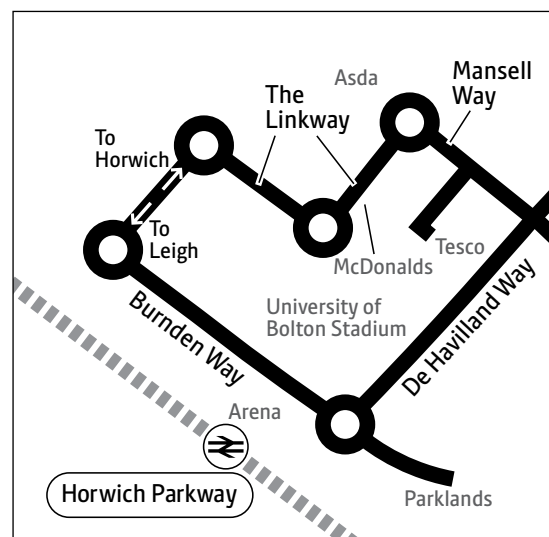 Asda
Mansell
Way
The
Linkway
To
Horwich
To
Leigh
McDonalds
Tesco
University of
Bolton Stadium
De Havilland Way
Burnden Way
Arena
Horwich Parkway
Parklands